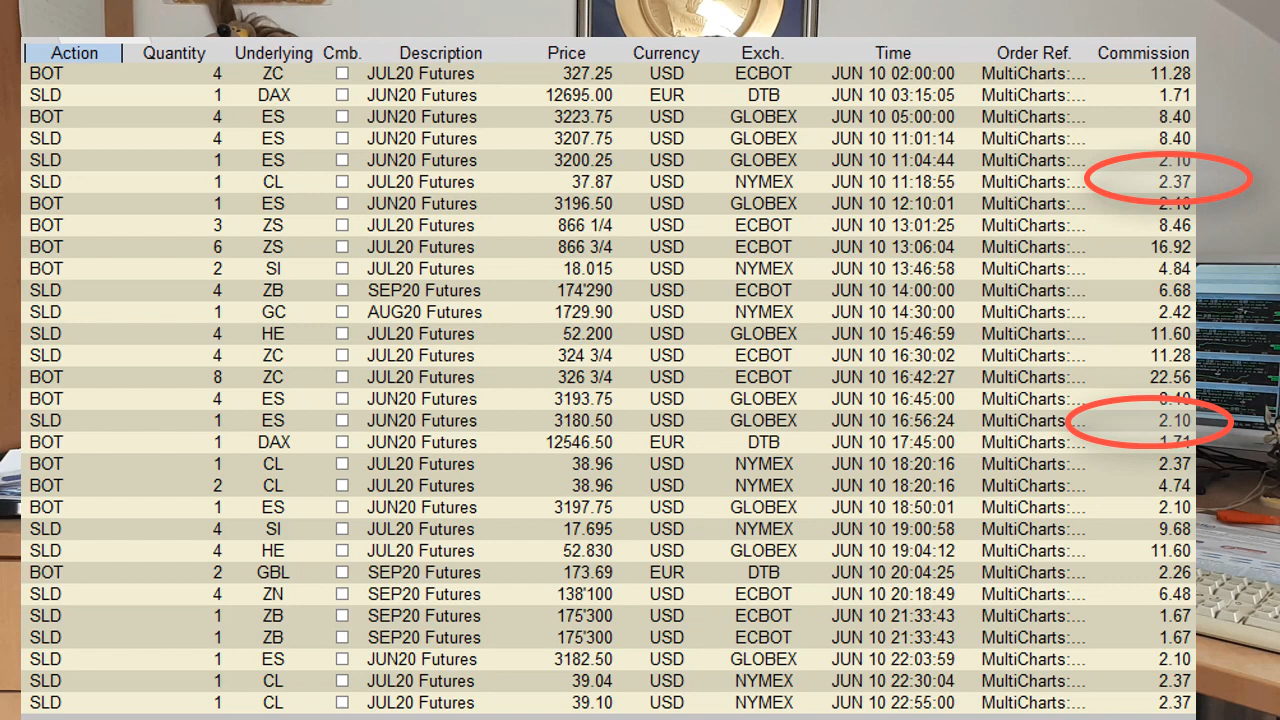 Action Quantity Underlying Cmb. Description Price Currency Exch. Time Order Ref. Commission
BOT 4 ZC JUL20 Futures 327.25 USD ECBOT JUN 10 02:00:00 MultiCharts:... 11.28
SLD 1 DAX JUN20 Futures 12695.00 EUR DTB JUN 10 03:15:05 MultiCharts:... 1.71
BOT 4 ES JUN20 Futures 3223.75 USD GLOBEX JUN 10 05:00:00 MultiCharts:... 8.40
SLD 4 ES JUN20 Futures 3207.75 USD GLOBEX JUN 10 11:01:14 MultiCharts:... 8.40
SLD 1 ES JUN20 Futures 3200.25 USD GLOBEX JUN 10 11:04:44 MultiCharts:... 2.10
SLD 1 CL JUL20 Futures 37.87 USD NYMEX JUN 10 11:18:55 MultiCharts:... 2.37
BOT 1 ES JUN20 Futures 3196.50 USD GLOBEX JUN 10 12:10:01 MultiCharts:... 2.10
BOT 3 ZS JUL20 Futures 866 1/4 USD ECBOT JUN 10 13:01:25 MultiCharts:... 8.46
BOT 6 ZS JUL20 Futures 866 3/4 USD ECBOT JUN 10 13:06:04 MultiCharts:... 16.92
BOT 2 SI JUL20 Futures 18.015 USD NYMEX JUN 10 13:46:58 MultiCharts:... 4.84
SLD 4 ZB SEP20 Futures 174'290 USD ECBOT JUN 10 14:00:00 MultiCharts:... 6.68
SLD 1 GC AUG20 Futures 1729.90 USD NYMEX JUN 10 14:30:00 MultiCharts:... 2.42
SLD 4 HE JUL20 Futures 52.200 USD GLOBEX JUN 10 15:46:59 MultiCharts:... 11.60
SLD 4 ZC JUL20 Futures 324 3/4 USD ECBOT JUN 10 16:30:02 MultiCharts:... 11.28
BOT 8 ZC JUL20 Futures 326 3/4 USD ECBOT JUN 10 16:42:27 MultiCharts:... 22.56
BOT 4 ES JUN20 Futures 3193.75 USD GLOBEX JUN 10 16:45:00 MultiCharts:... 8.40
SLD 1 ES JUN20 Futures 3180.50 USD GLOBEX JUN 10 16:56:24 MultiCharts:... 2.10
BOT 1 DAX JUN20 Futures 12546.50 EUR DTB JUN 10 17:45:00 MultiCharts:... 1.71
BOT 1 CL JUL20 Futures 38.96 USD NYMEX JUN 10 18:20:16 MultiCharts:... 2.37
BOT 2 CL JUL20 Futures 38.96 USD NYMEX JUN 10 18:20:16 MultiCharts:... 4.74
BOT 1 ES JUN20 Futures 3197.75 USD GLOBEX JUN 10 18:50:01 MultiCharts:... 2.10
SLD 4 SI JUL20 Futures 17.695 USD NYMEX JUN 10 19:00:58 MultiCharts:... 9.68
SLD 4 HE JUL20 Futures 52.830 USD GLOBEX JUN 10 19:04:12 MultiCharts:... 11.60
BOT 2 GBL SEP20 Futures 173.69 EUR DTB JUN 10 20:04:25 MultiCharts:... 2.26
SLD 4 ZN SEP20 Futures 138'100 USD ECBOT JUN 10 20:18:49 MultiCharts:... 6.48
SLD 1 ZB SEP20 Futures 175'300 USD ECBOT JUN 10 21:33:43 MultiCharts:... 1.67
SLD 1 ZB SEP20 Futures 175'300 USD ECBOT JUN 10 21:33:43 MultiCharts:... 1.67
SLD 1 ES JUN20 Futures 3182.50 USD GLOBEX JUN 10 22:03:59 MultiCharts:... 2.10
SLD 1 CL JUL20 Futures 39.04 USD NYMEX JUN 10 22:30:04 MultiCharts:... 2.37
SLD 1 CL JUL20 Futures 39.10 USD NYMEX JUN 10 22:55:00 MultiCharts:... 2.37